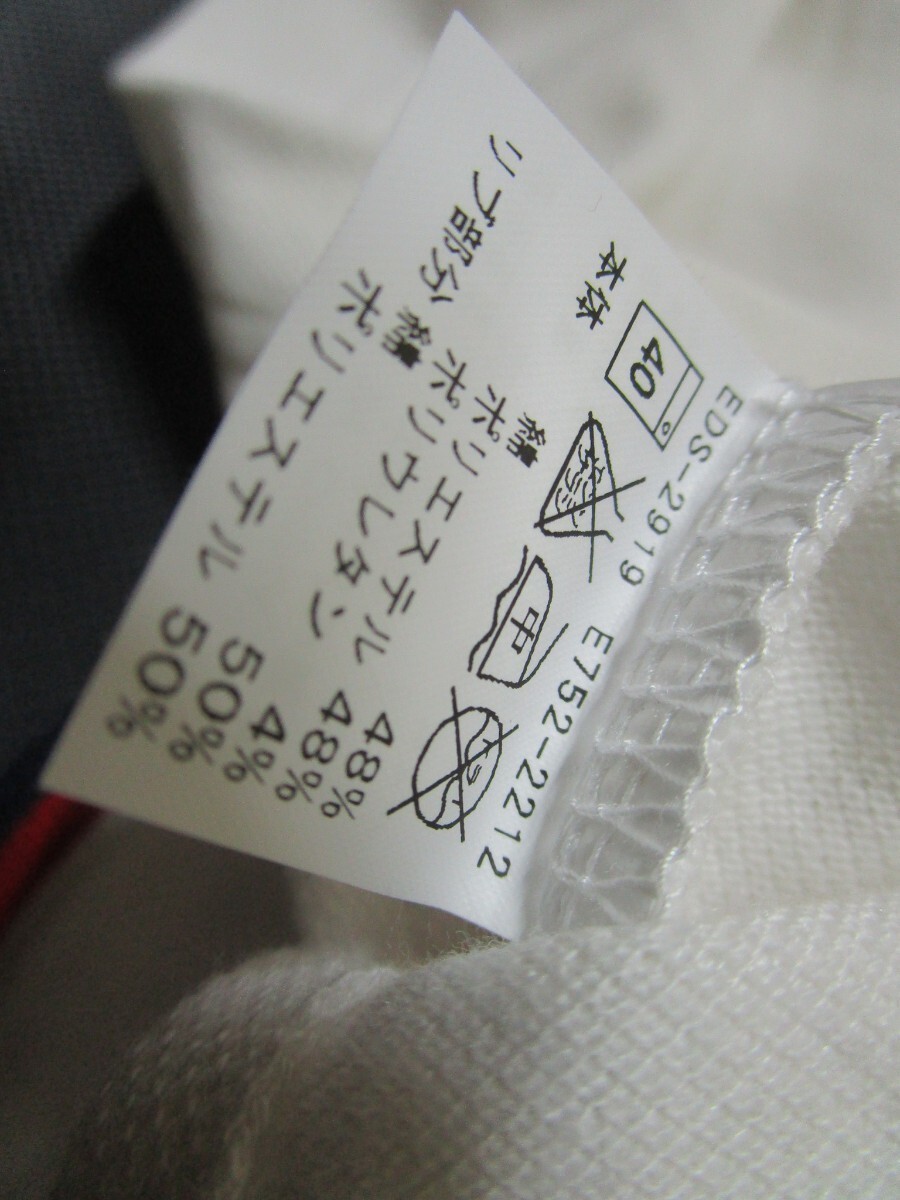 EDS-2919 E752-2212
40 中
本体 綿 48%
ポリエステル 48%
ポリウレタン 4%
リブ部分 綿 50%
ポリエステル 50%